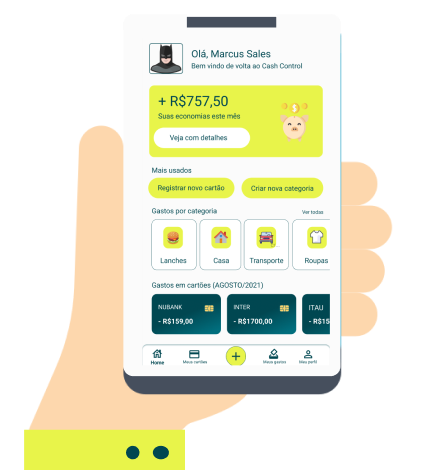 Olá, Marcus Sales
Bem vindo de volta ao Cash Control
+ R$757,50
Suas economias este mês
Veja com detalhes
Mais usados
Registrar novo cartão
Criar nova categoria
Gastos por categoria
Ver todas
Lanches
Casa
Transporte
Roupas
Gastos em cartões (AGOSTO/2021)
NUBANK
INTER
ITAU
- R$159,00
- R$1700,00
- R$15
Home
Meus cartões
+
Meus gastos
Meu perfil